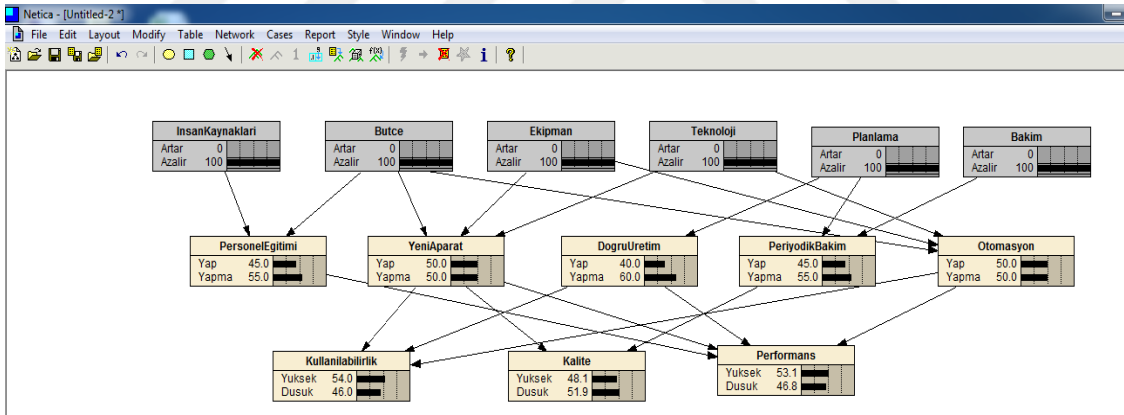 Netica - [Untitled-2 *]
File Edit Layout Modify Table Network Cases Report Style Window Help
InsanKaynaklari
Artar 0
Azalir 100
Butce
Artar 0
Azalir 100
Ekipman
Artar 0
Azalir 100
Teknoloji
Artar 0
Azalir 100
Planlama
Artar 0
Azalir 100
Bakim
Artar 0
Azalir 100
PersonelEgitimi
Yap 45.0
Yapma 55.0
YeniAparat
Yap 50.0
Yapma 50.0
DogruUretim
Yap 40.0
Yapma 60.0
PeriyodikBakim
Yap 45.0
Yapma 55.0
Otomasyon
Yap 50.0
Yapma 50.0
Kullanilabilirlik
Yuksek 54.0
Dusuk 46.0
Kalite
Yuksek 48.1
Dusuk 51.9
Performans
Yuksek 53.1
Dusuk 46.8